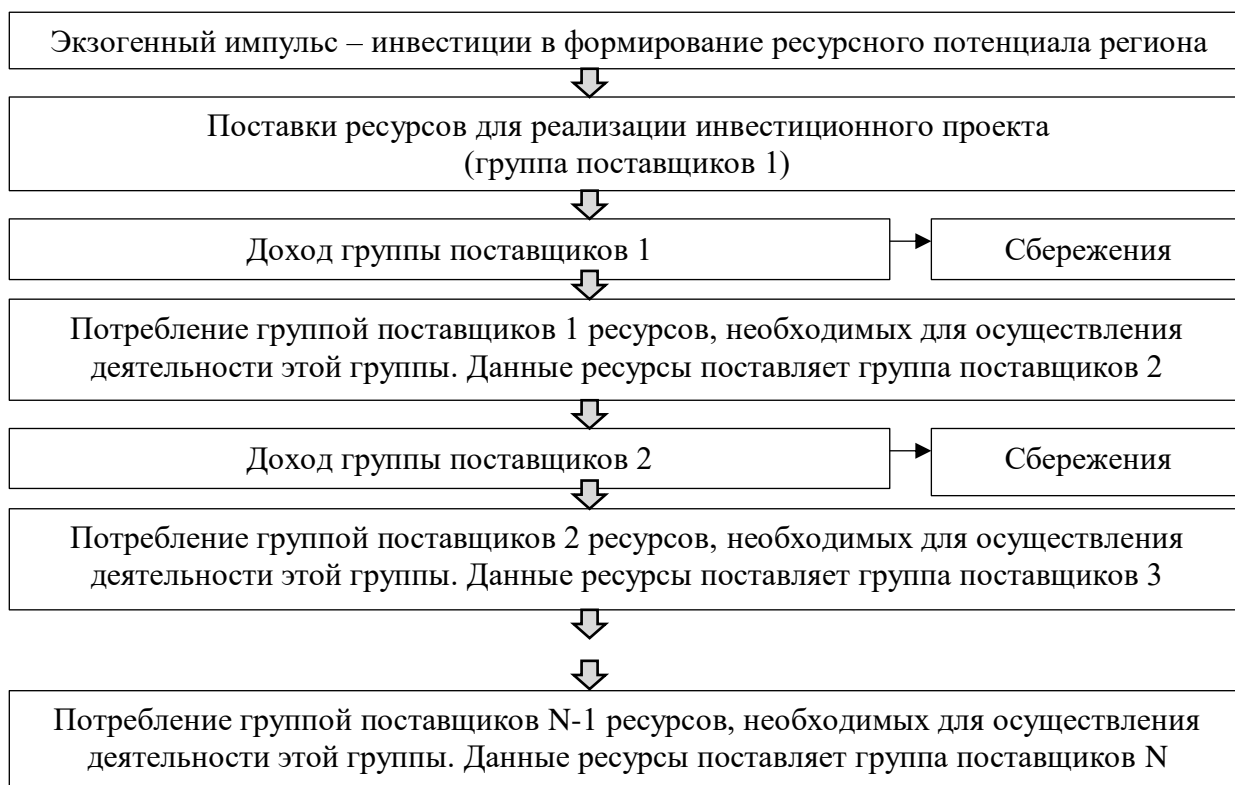 Экзогенный импульс – инвестиции в формирование ресурсного потенциала региона
Поставки ресурсов для реализации инвестиционного проекта
(группа поставщиков 1)
Доход группы поставщиков 1
Сбережения
Потребление группой поставщиков 1 ресурсов, необходимых для осуществления
деятельности этой группы. Данные ресурсы поставляет группа поставщиков 2
Доход группы поставщиков 2
Сбережения
Потребление группой поставщиков 2 ресурсов, необходимых для осуществления
деятельности этой группы. Данные ресурсы поставляет группа поставщиков 3
Потребление группой поставщиков N-1 ресурсов, необходимых для осуществления
деятельности этой группы. Данные ресурсы поставляет группа поставщиков N